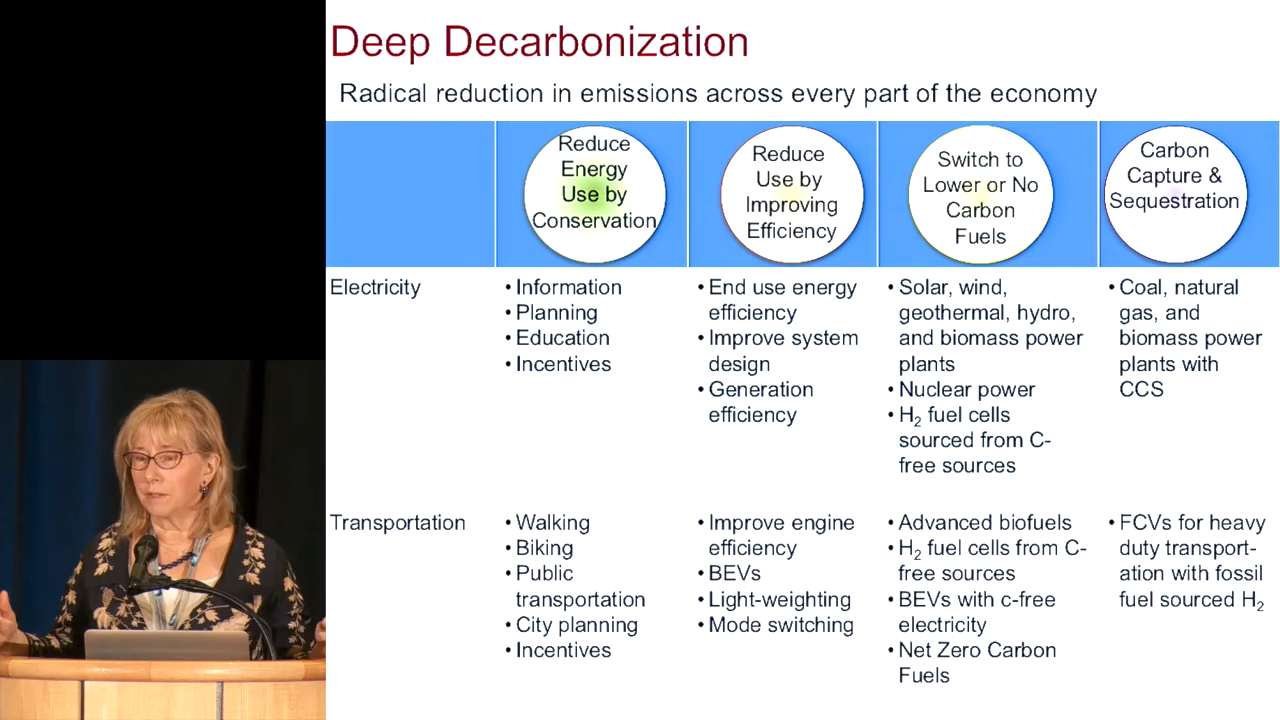 Deep Decarbonization
Radical reduction in emissions across every part of the economy
Reduce
Energy
Use by
Conservation
Reduce
Use by
Improving
Efficiency
Switch to
Lower or No
Carbon
Fuels
Carbon
Capture &
Sequestration
Electricity
• Information
• Planning
• Education
• Incentives
• End use energy
efficiency
• Improve system
design
• Generation
efficiency
• Solar, wind,
geothermal, hydro,
and biomass power
plants
• Nuclear power
• H₂ fuel cells
sourced from C-
free sources
• Coal, natural
gas, and
biomass power
plants with
CCS
Transportation
• Walking
• Biking
• Public
transportation
• City planning
• Incentives
• Improve engine
efficiency
• BEVs
• Light-weighting
• Mode switching
• Advanced biofuels
• H₂ fuel cells from C-
free sources
• BEVs with c-free
electricity
• Net Zero Carbon
Fuels
• FCVs for heavy
duty transport-
ation with fossil
fuel sourced H₂